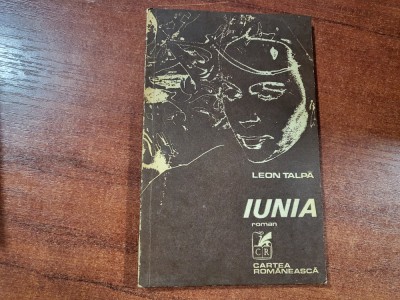 LEON TALPĂ
IUNIA
roman
CR
CARTEA
ROMÂNEASCĂ